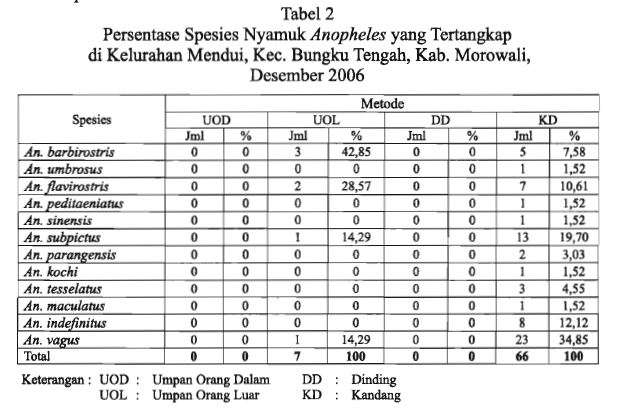 Tabel 2
Persentase Spesies Nyamuk Anopheles yang Tertangkap
di Kelurahan Mendui, Kec. Bungku Tengah, Kab. Morowali,
Desember 2006
Spesies Metode
UOD UOL DD KD
Jml % Jml % Jml % Jml %
An. barbirostris 0 0 3 42,85 0 0 5 7,58
An. umbrosus 0 0 0 0 0 0 1 1,52
An. flavirostris 0 0 2 28,57 0 0 7 10,61
An. peditaeniatus 0 0 0 0 0 0 1 1,52
An. sinensis 0 0 0 0 0 0 1 1,52
An. subpictus 0 0 1 14,29 0 0 13 19,70
An. parangensis 0 0 0 0 0 0 2 3,03
An. kochi 0 0 0 0 0 0 1 1,52
An. tesselatus 0 0 0 0 0 0 3 4,55
An. maculatus 0 0 0 0 0 0 1 1,52
An. indefinitus 0 0 0 0 0 0 8 12,12
An. vagus 0 0 1 14,29 0 0 23 34,85
Total 0 0 7 100 0 0 66 100
Keterangan : UOD : Umpan Orang Dalam DD : Dinding
UOL : Umpan Orang Luar KD : Kandang